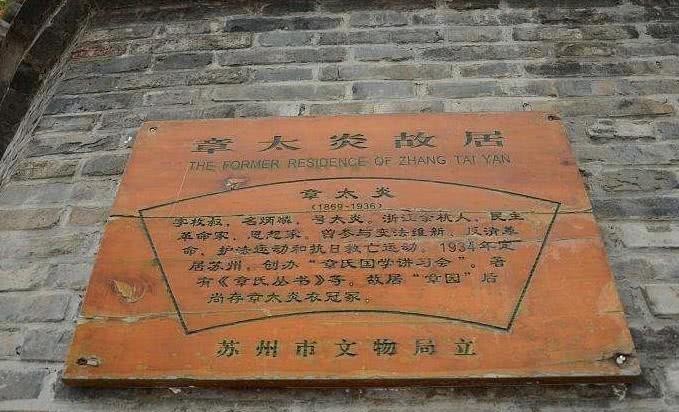 章太炎故居
THE FORMER RESIDENCE OF ZHANG TAI YAN
章太炎
(1869-1936)
字枚叔，名炳麟，号太炎。浙江余杭人，民主
革命家、思想家，曾参与变法维新、反清革
命、护法运动和抗日救亡运动。1934年定
居苏州，创办“章氏国学讲习会”。著
有《章氏丛书》等。故居“章园”后
尚存章太炎衣冠冢。
苏州市文物局立